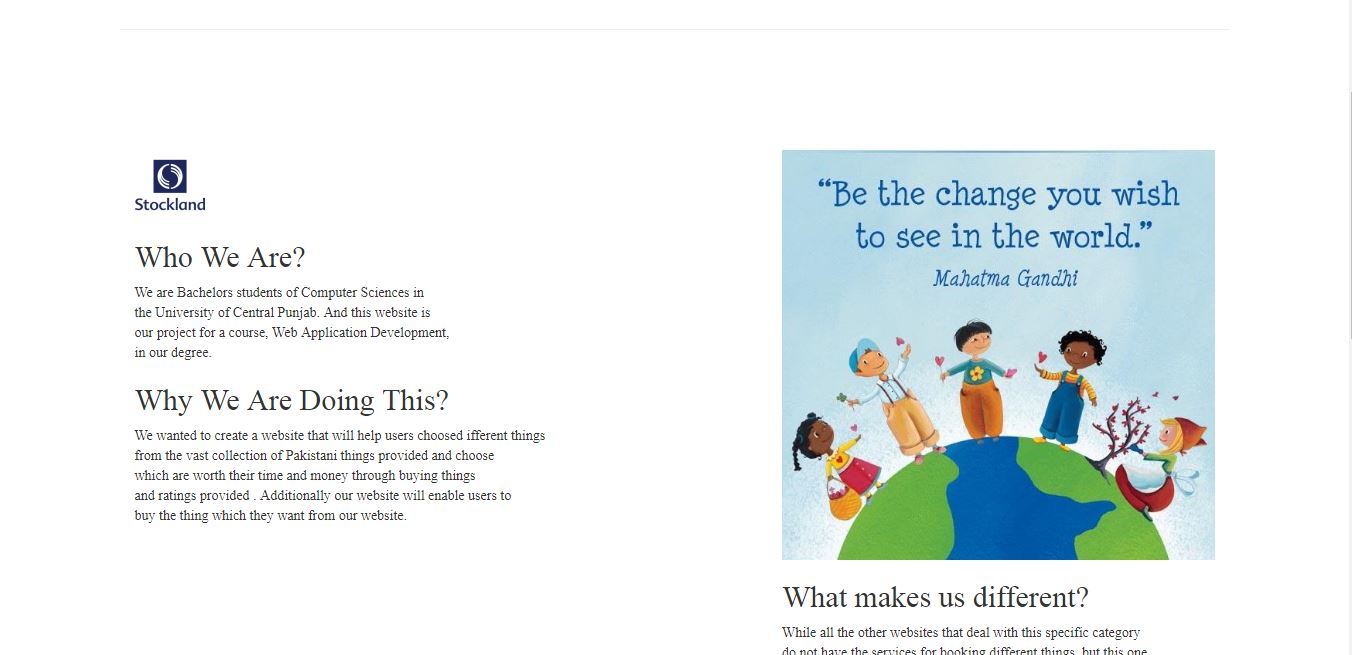 Stockland
Who We Are?
We are Bachelors students of Computer Sciences in
the University of Central Punjab. And this website is
our project for a course, Web Application Development,
in our degree.
Why We Are Doing This?
We wanted to create a website that will help users choosed ifferent things
from the vast collection of Pakistani things provided and choose
which are worth their time and money through buying things
and ratings provided . Additionally our website will enable users to
buy the thing which they want from our website.
“Be the change you wish
to see in the world.”
Mahatma Gandhi
What makes us different?
While all the other websites that deal with this specific category
do not have the services for booking different things, but this one